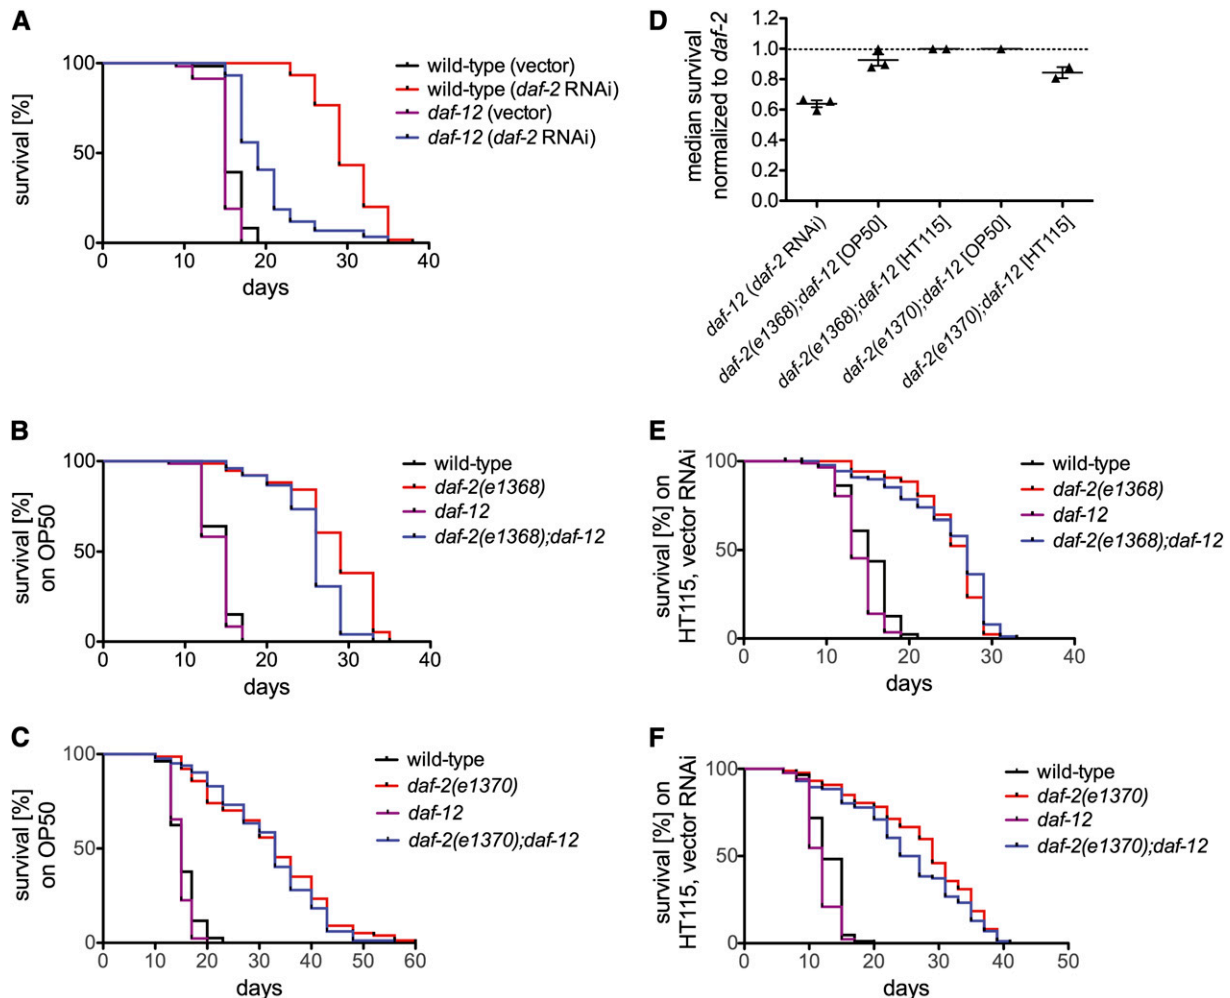 A
survival [%]
100
50
0
0 10 20 30 40
days
wild-type (vector)
wild-type (daf-2 RNAi)
daf-12 (vector)
daf-12 (daf-2 RNAi)
D
median survival
normalized to daf-2
1.2
1.0
0.8
0.6
0.4
0.2
0.0
daf-12 (daf-2 RNAi)
daf-2(e1368);daf-12 [OP50]
daf-2(e1368);daf-12 [HT115]
daf-2(e1370);daf-12 [OP50]
daf-2(e1370);daf-12 [HT115]
B
survival [%]
on OP50
100
50
0
0 10 20 30 40
days
wild-type
daf-2(e1368)
daf-12
daf-2(e1368);daf-12
E
survival [%] on
HT115, vector RNAi
100
50
0
0 10 20 30 40
days
wild-type
daf-2(e1368)
daf-12
daf-2(e1368);daf-12
C
survival [%]
on OP50
100
50
0
0 10 20 30 40 50 60
days
wild-type
daf-2(e1370)
daf-12
daf-2(e1370);daf-12
F
survival [%] on
HT115, vector RNAi
100
50
0
0 10 20 30 40 50
days
wild-type
daf-2(e1370)
daf-12
daf-2(e1370);daf-12